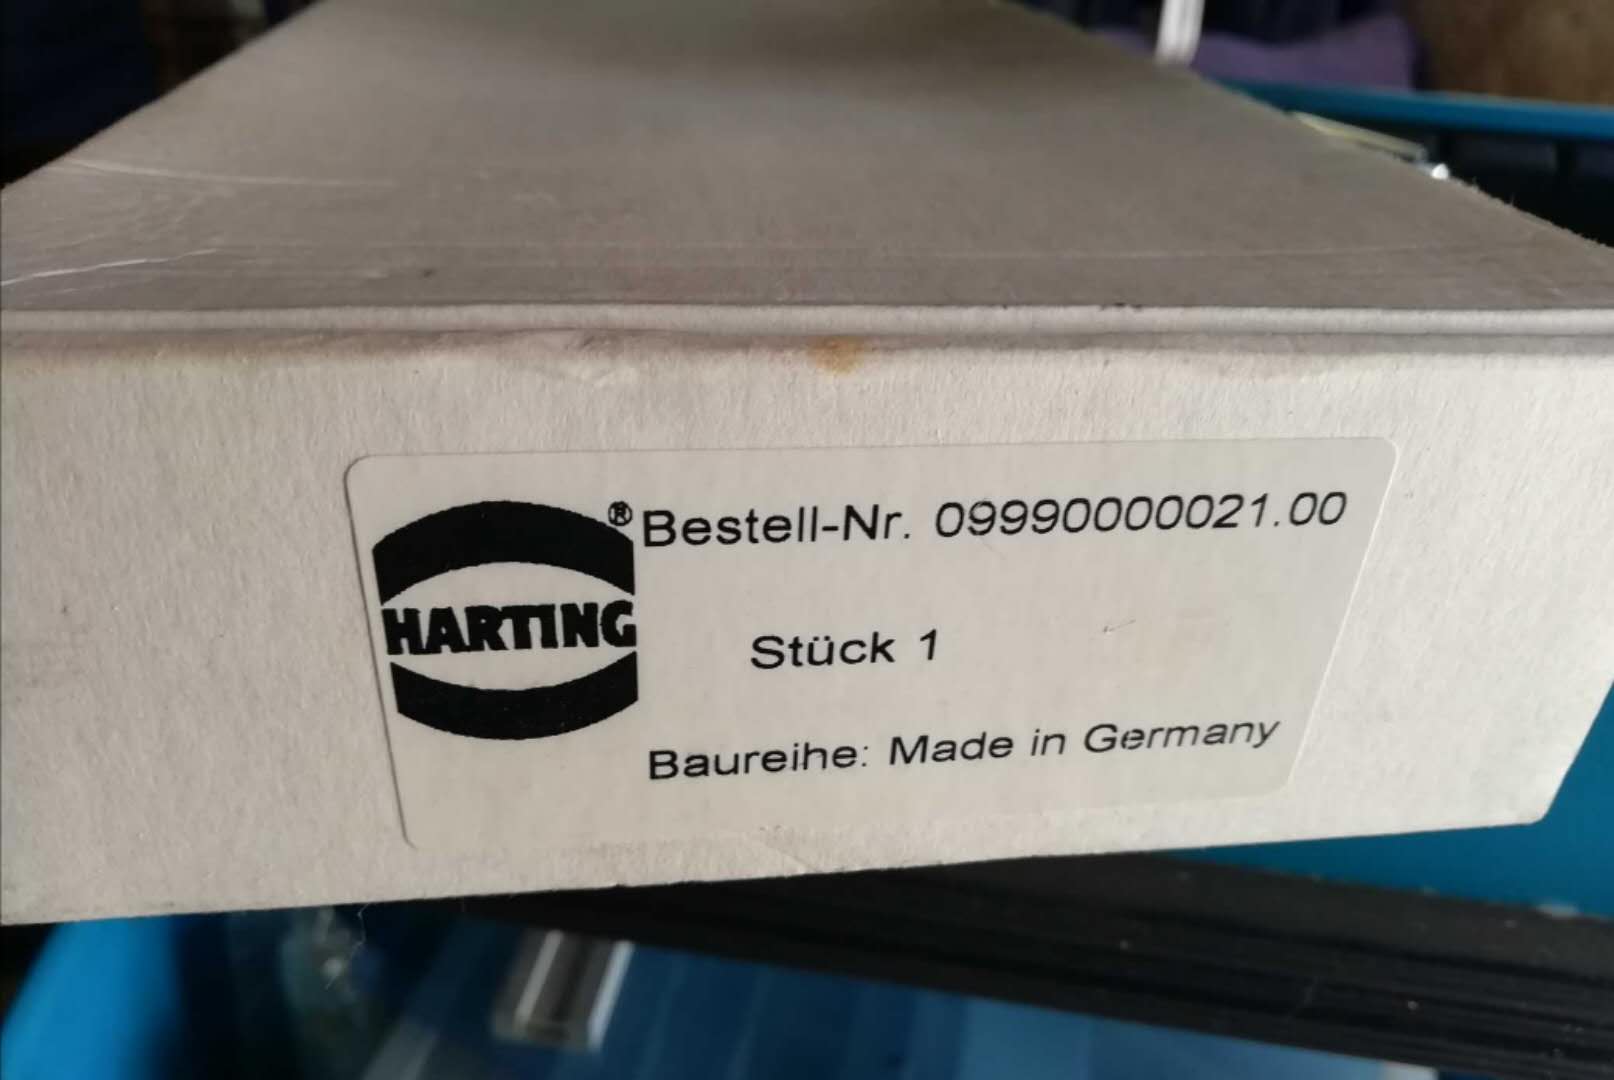 ® Bestell-Nr. 09990000021.00
HARTING
Stück 1
Baureihe: Made in Germany